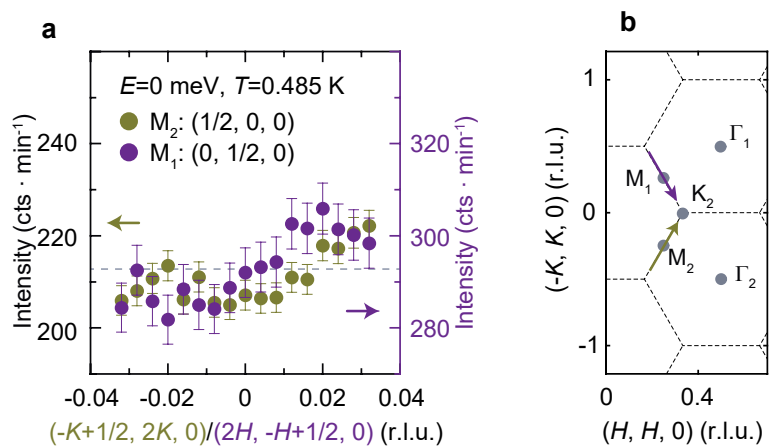 a
E=0 meV, T=0.485 K
M₂: (1/2, 0, 0)
M₁: (0, 1/2, 0)
Intensity (cts · min⁻¹)
260
240
220
200
Intensity (cts · min⁻¹)
320
300
280
-0.04 -0.02 0 0.02 0.04
(-K+1/2, 2K, 0)/(2H, -H+1/2, 0) (r.l.u.)
b
(-K, K, 0) (r.l.u.)
1
0
-1
Γ₁
M₁
K₂
M₂
Γ₂
0 0.4
(H, H, 0) (r.l.u.)